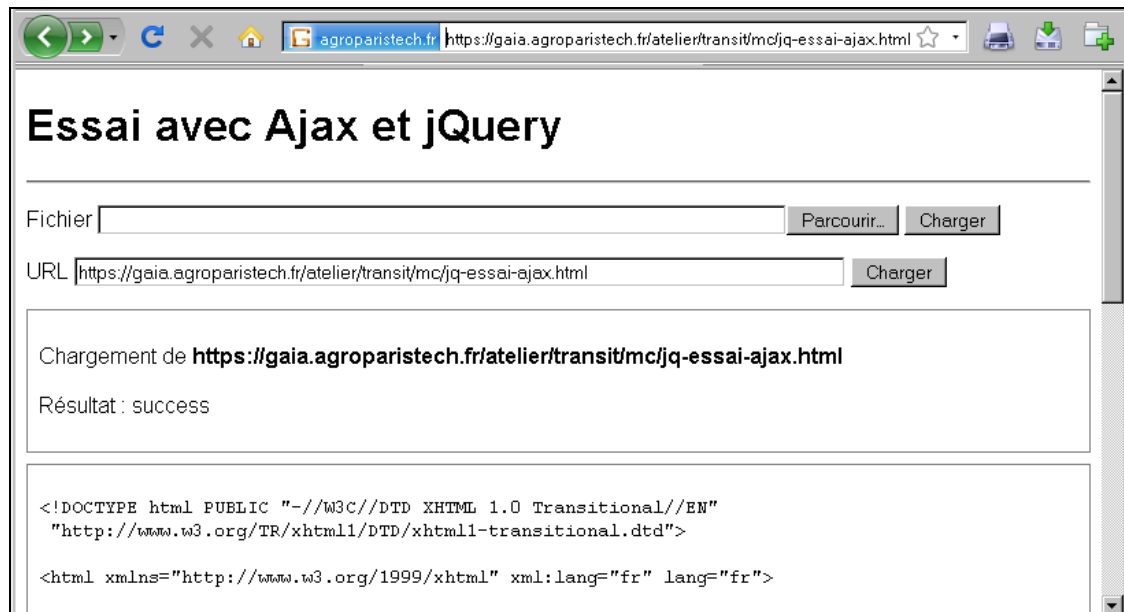 agroparistech.fr https://gaia.agroparistech.fr/atelier/transit/mc/jq-essai-ajax.html
Essai avec Ajax et jQuery
Fichier Parcourir... Charger
URL https://gaia.agroparistech.fr/atelier/transit/mc/jq-essai-ajax.html Charger
Chargement de https://gaia.agroparistech.fr/atelier/transit/mc/jq-essai-ajax.html
Résultat : success
<!DOCTYPE html PUBLIC "-//W3C//DTD XHTML 1.0 Transitional//EN"
"http://www.w3.org/TR/xhtml1/DTD/xhtml1-transitional.dtd">
<html xmlns="http://www.w3.org/1999/xhtml" xml:lang="fr" lang="fr">